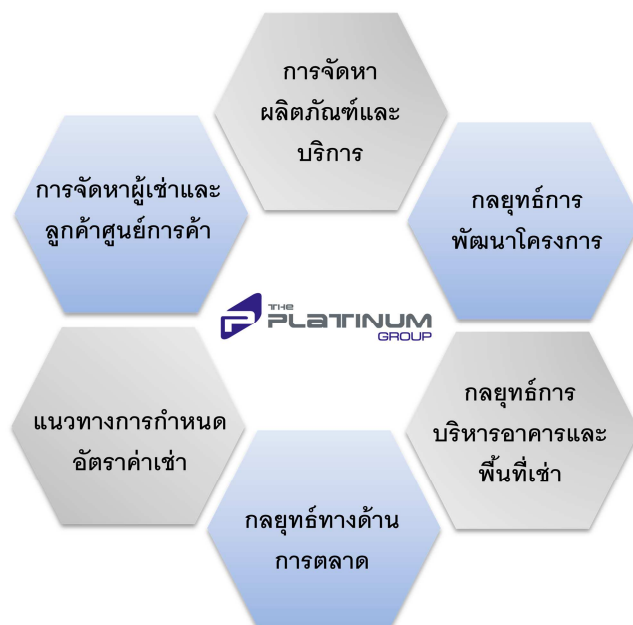 การจัดหา
ผลิตภัณฑ์และ
บริการ
การจัดหาผู้เช่าและ
ลูกค้าศูนย์การค้า
กลยุทธ์การ
พัฒนาโครงการ
THE
PLATINUM
GROUP
แนวทางการกำหนด
อัตราค่าเช่า
กลยุทธ์การ
บริหารอาคารและ
พื้นที่เช่า
กลยุทธ์ทางด้าน
การตลาด